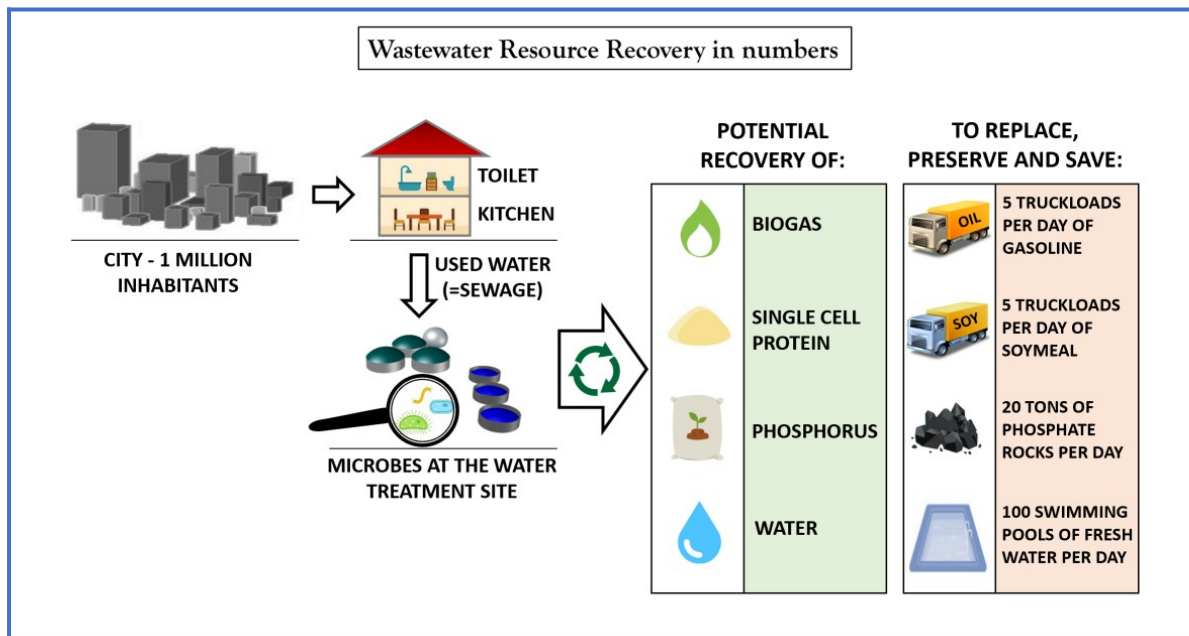 Wastewater Resource Recovery in numbers
CITY - 1 MILLION
INHABITANTS
TOILET
KITCHEN
USED WATER
(=SEWAGE)
MICROBES AT THE WATER
TREATMENT SITE
POTENTIAL
RECOVERY OF:
BIOGAS
SINGLE CELL
PROTEIN
PHOSPHORUS
WATER
TO REPLACE,
PRESERVE AND SAVE:
OIL
5 TRUCKLOADS
PER DAY OF
GASOLINE
SOY
5 TRUCKLOADS
PER DAY OF
SOYMEAL
20 TONS OF
PHOSPHATE
ROCKS PER DAY
100 SWIMMING
POOLS OF FRESH
WATER PER DAY